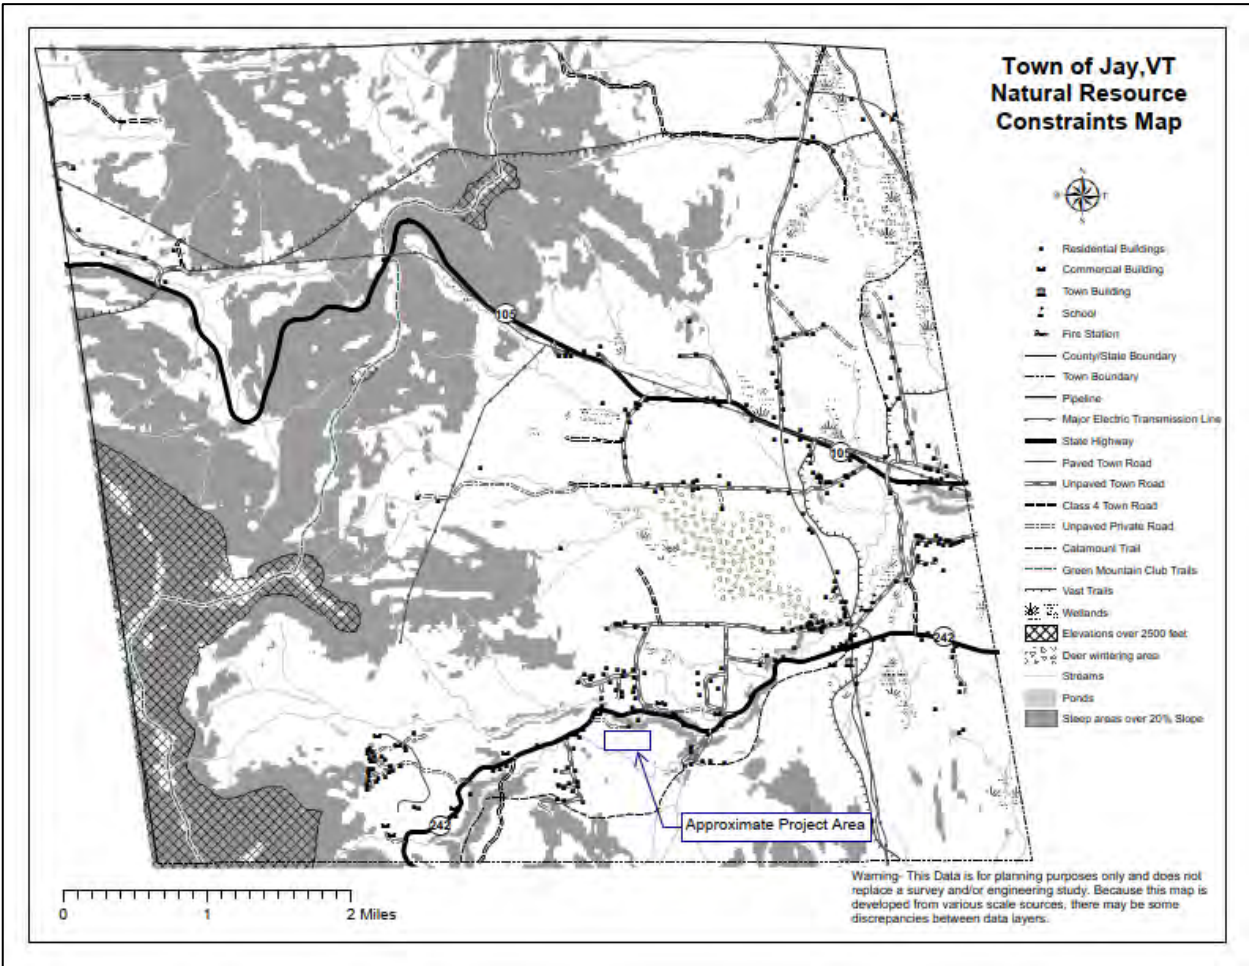 Town of Jay,VT
Natural Resource
Constraints Map
N
S
Residential Buildings
Commercial Building
Town Building
School
Fire Station
County/State Boundary
Town Boundary
Pipeline
Major Electric Transmission Line
State Highway
Paved Town Road
Unpaved Town Road
Class 4 Town Road
Unpaved Private Road
Catamount Trail
Green Mountain Club Trails
Vast Trails
Wetlands
Elevations over 2500 feet
Deer wintering area
Streams
Ponds
Steep areas over 20% Slope
105
105
242
242
Approximate Project Area
Warning- This Data is for planning purposes only and does not
replace a survey and/or engineering study. Because this map is
developed from various scale sources, there may be some
discrepancies between data layers.
0 1 2 Miles